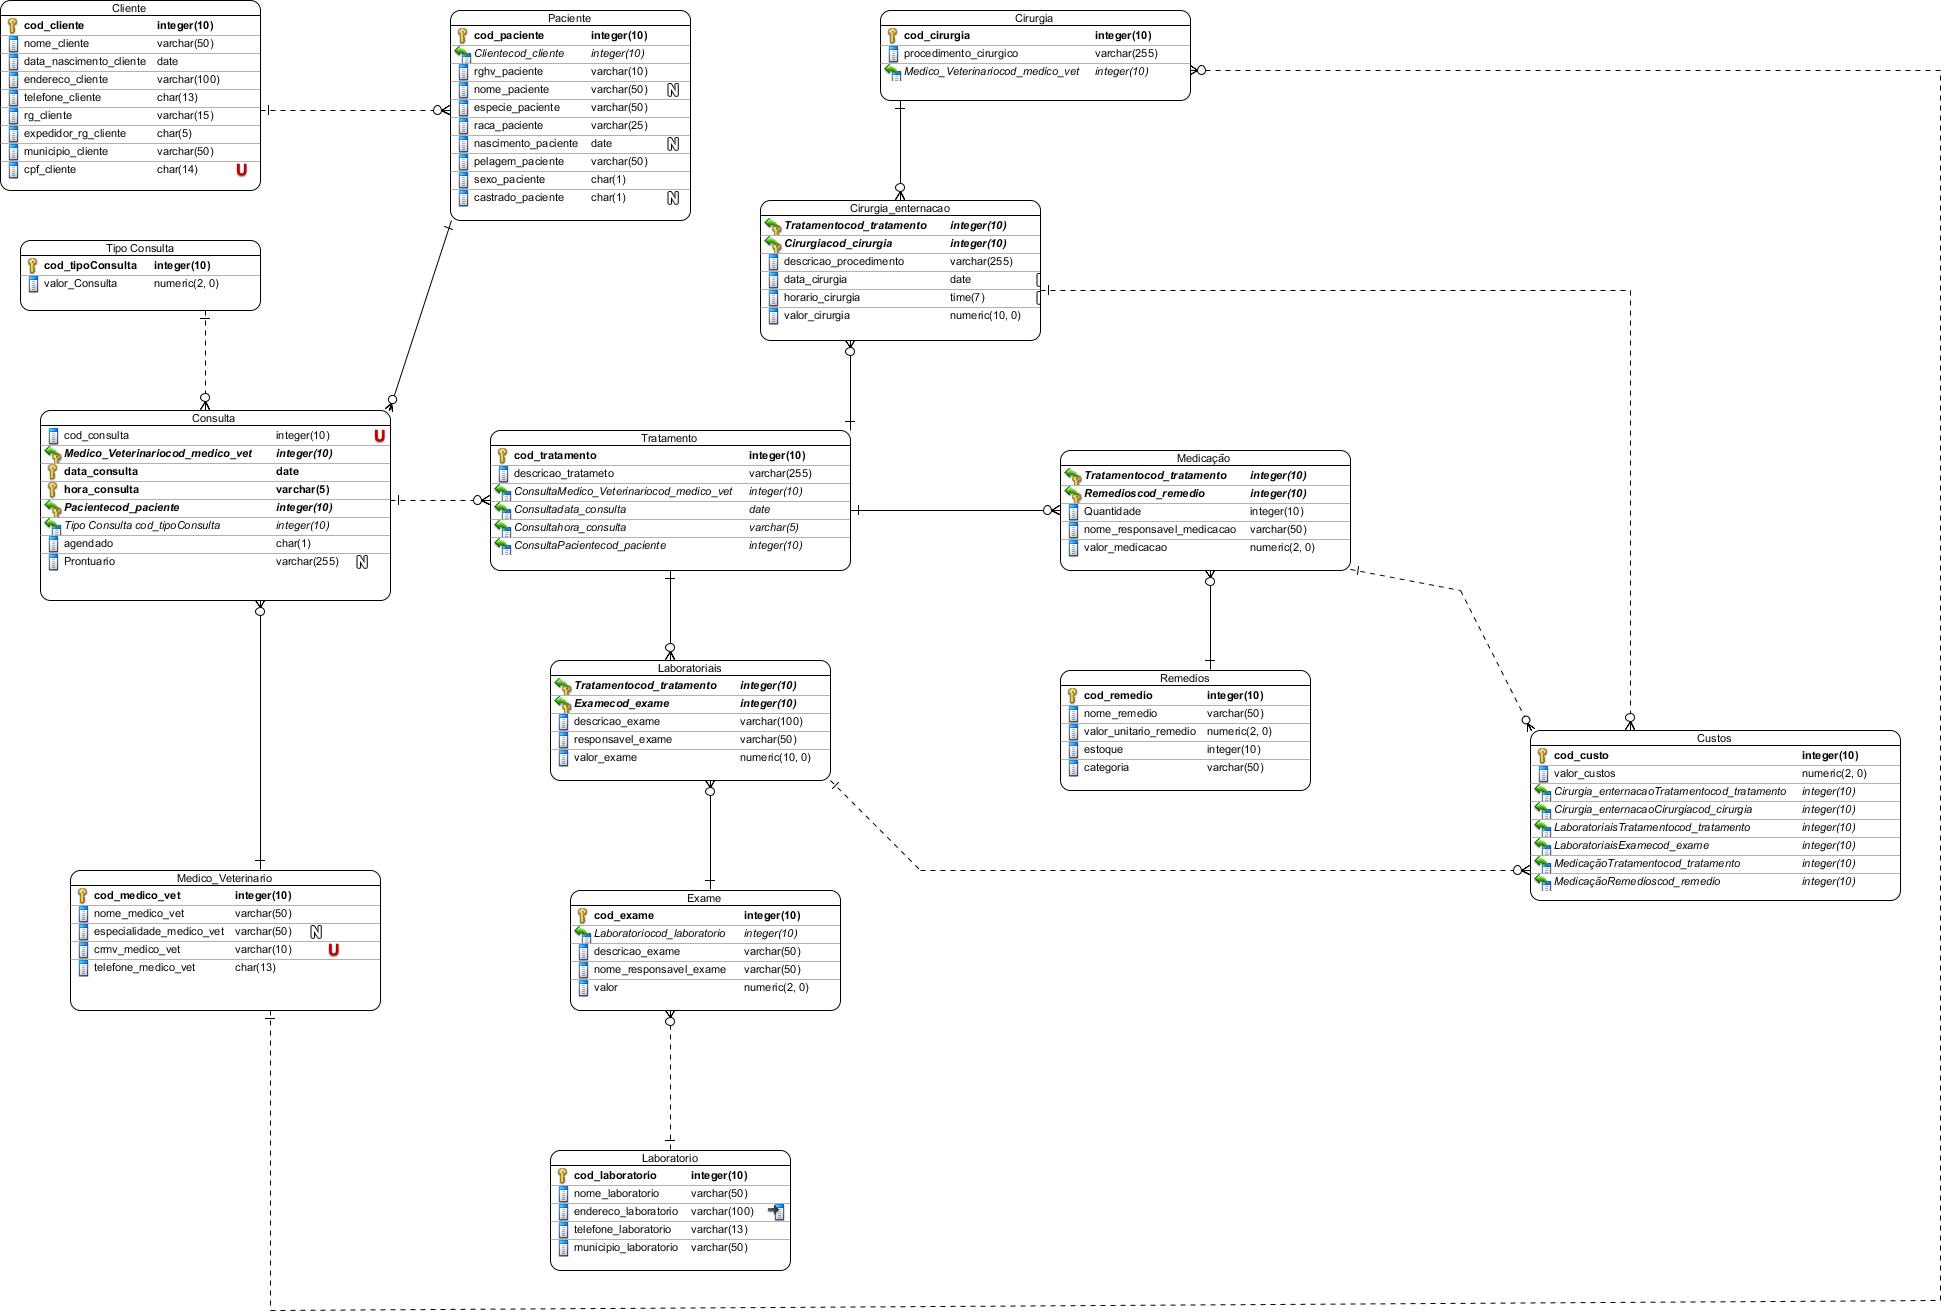 Cliente
cod_cliente integer(10)
nome_cliente varchar(50)
data_nascimento_cliente date
endereco_cliente varchar(100)
telefone_cliente char(13)
rg_cliente varchar(15)
expedidor_rg_cliente char(5)
municipio_cliente varchar(50)
cpf_cliente char(14) U
Paciente
cod_paciente integer(10)
Clientecod_cliente integer(10)
rghv_paciente varchar(10)
nome_paciente varchar(50) N
especie_paciente varchar(50)
raca_paciente varchar(25)
nascimento_paciente date N
pelagem_paciente varchar(50)
sexo_paciente char(1)
castrado_paciente char(1) N
Cirurgia
cod_cirurgia integer(10)
procedimento_cirurgico varchar(255)
Medico_Veterinariocod_medico_vet integer(10)
Cirurgia_enternacao
Tratamentocod_tratamento integer(10)
Cirurgiacod_cirurgia integer(10)
descricao_procedimento varchar(255)
data_cirurgia date
horario_cirurgia time(7)
valor_cirurgia numeric(10, 0)
Tipo Consulta
cod_tipoConsulta integer(10)
valor_Consulta numeric(2, 0)
Consulta
cod_consulta integer(10) U
Medico_Veterinariocod_medico_vet integer(10)
data_consulta date
hora_consulta varchar(5)
Pacientecod_paciente integer(10)
Tipo Consulta cod_tipoConsulta integer(10)
agendado char(1)
Prontuario varchar(255) N
Tratamento
cod_tratamento integer(10)
descricao_tratameto varchar(255)
ConsultaMedico_Veterinariocod_medico_vet integer(10)
Consultadata_consulta date
Consultahora_consulta varchar(5)
ConsultaPacientecod_paciente integer(10)
Medicação
Tratamentocod_tratamento integer(10)
Remedioscod_remedio integer(10)
Quantidade integer(10)
nome_responsavel_medicacao varchar(50)
valor_medicacao numeric(2, 0)
Laboratoriais
Tratamentocod_tratamento integer(10)
Examecod_exame integer(10)
descricao_exame varchar(100)
responsavel_exame varchar(50)
valor_exame numeric(10, 0)
Remedios
cod_remedio integer(10)
nome_remedio varchar(50)
valor_unitario_remedio numeric(2, 0)
estoque integer(10)
categoria varchar(50)
Custos
cod_custo integer(10)
valor_custos numeric(2, 0)
Cirurgia_enternacaoTratamentocod_tratamento integer(10)
Cirurgia_enternacaoCirurgiacod_cirurgia integer(10)
LaboratoriaisTratamentocod_tratamento integer(10)
LaboratoriaisExamecod_exame integer(10)
MedicaçãoTratamentocod_tratamento integer(10)
MedicaçãoRemedioscod_remedio integer(10)
Medico_Veterinario
cod_medico_vet integer(10)
nome_medico_vet varchar(50)
especialidade_medico_vet varchar(50) N
crmv_medico_vet varchar(10) U
telefone_medico_vet char(13)
Exame
cod_exame integer(10)
Laboratoriocod_laboratorio integer(10)
descricao_exame varchar(50)
nome_responsavel_exame varchar(50)
valor numeric(2, 0)
Laboratorio
cod_laboratorio integer(10)
nome_laboratorio varchar(50)
endereco_laboratorio varchar(100)
telefone_laboratorio varchar(13)
municipio_laboratorio varchar(50)